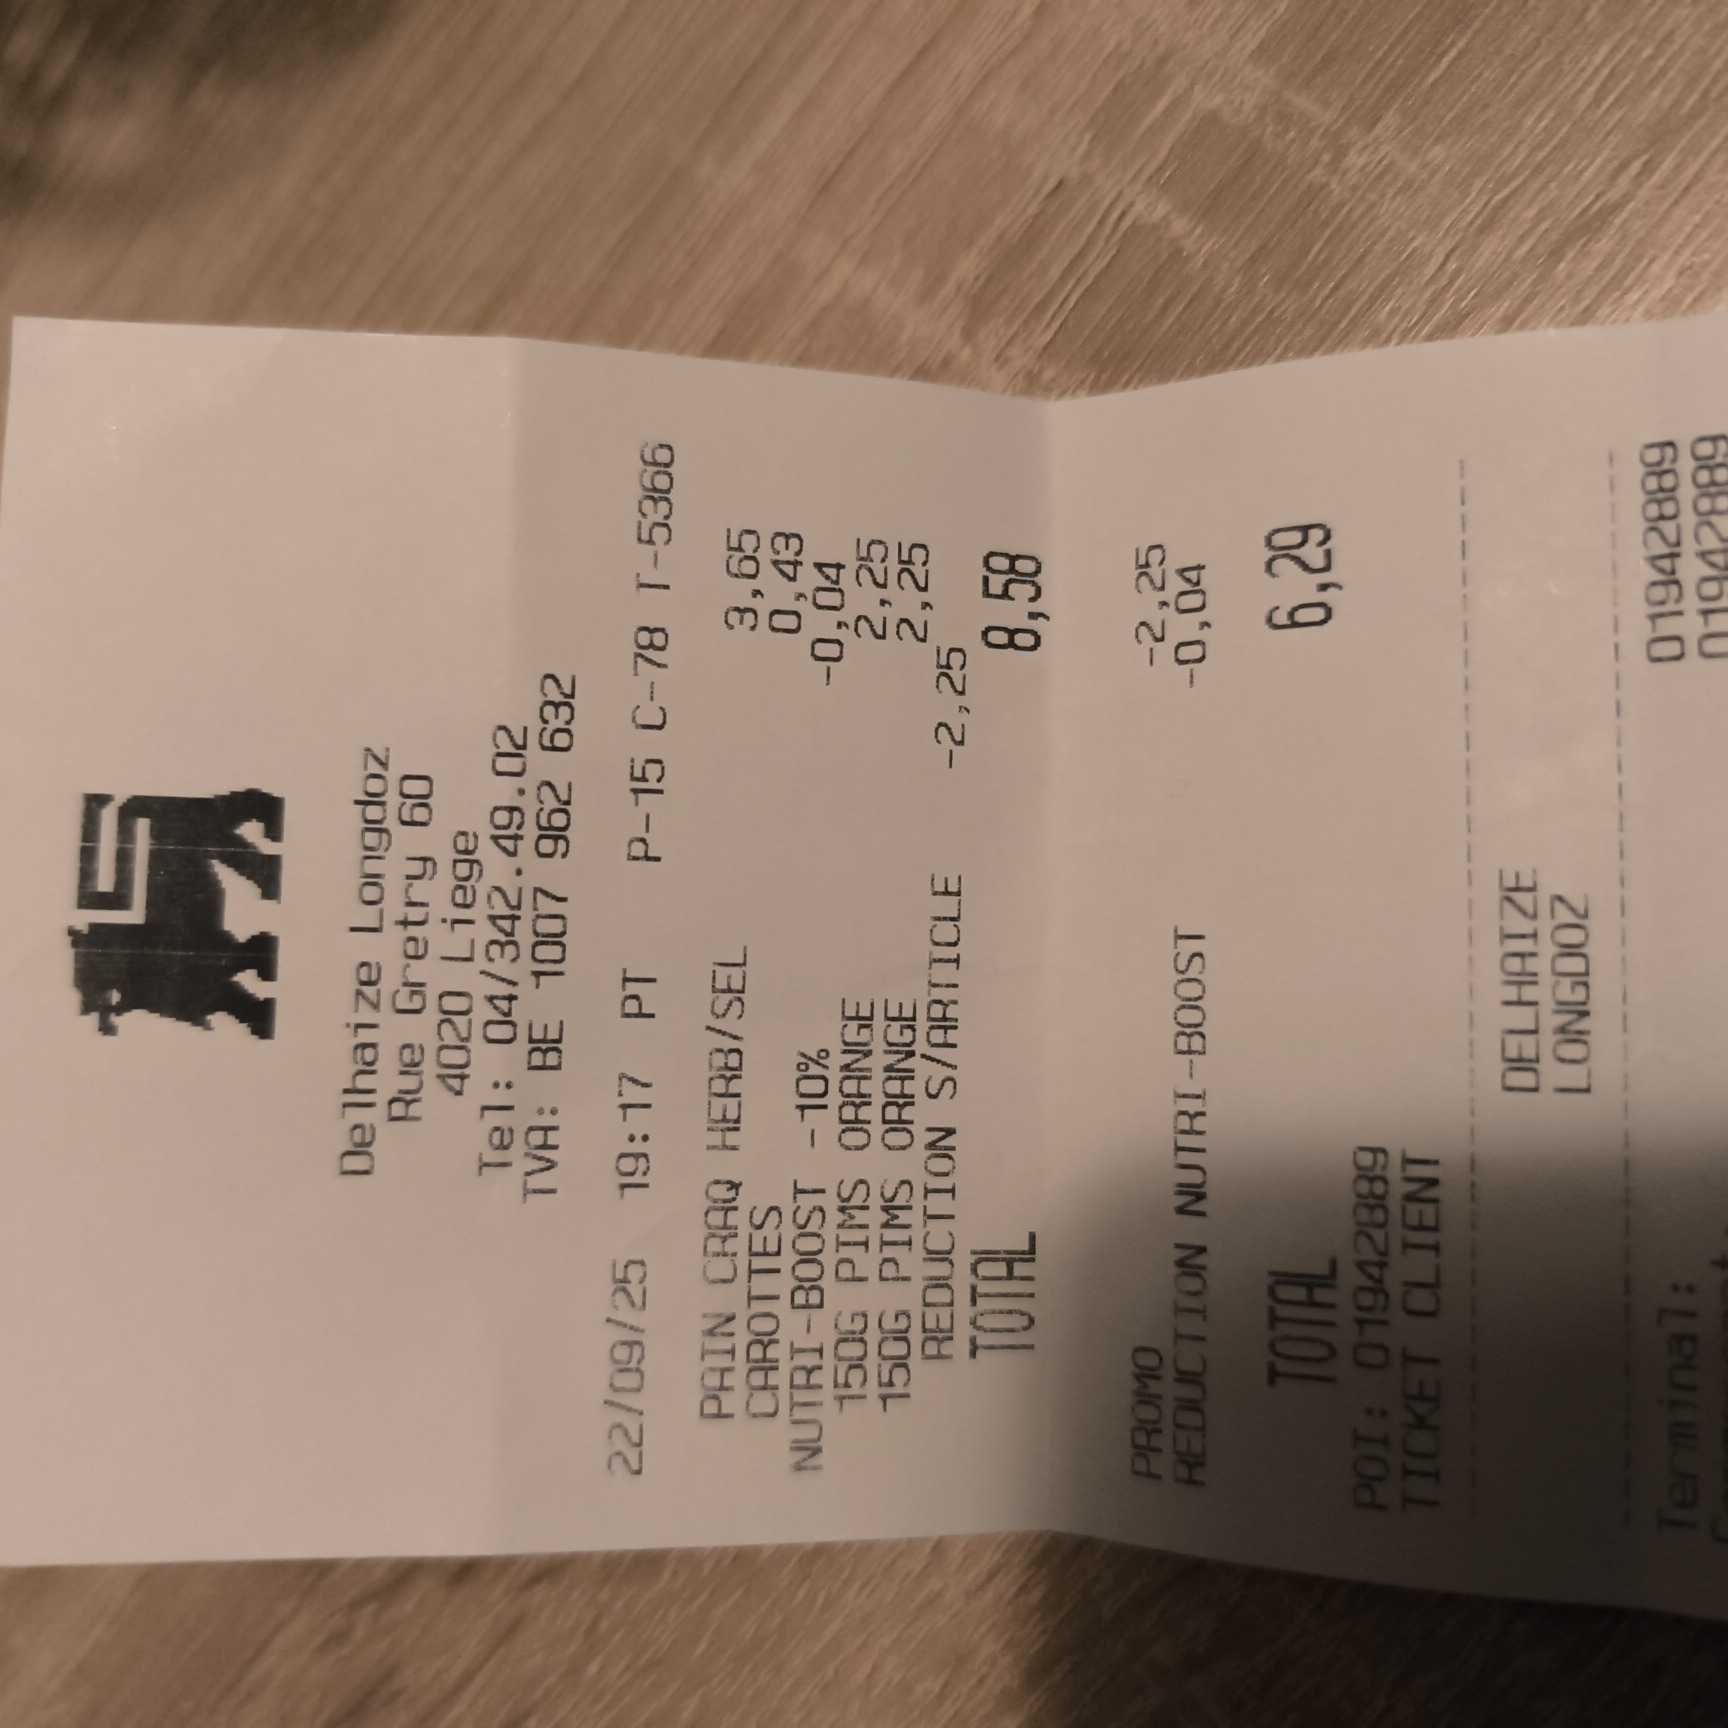 Delhaize Longdoz
Rue Gretry 60
4020 Liege
Tel: 04/342.49.02
TVA: BE 1007 962 632
22/09/25 19:17 PT P-15 C-78 T-5366
PAIN CRAQ HERB/SEL 3,65
CAROTTES 0,43
NUTRI-BOOST -10% -0,04
150G PIMS ORANGE 2,25
150G PIMS ORANGE 2,25
REDUCTION S/ARTICLE -2,25
TOTAL 8,58
PROMO -2,25
REDUCTION NUTRI-BOOST -0,04
TOTAL 6,29
POI: 01942889
TICKET CLIENT
DELHAIZE
LONGDOZ
Terminal: 01942889
01942889